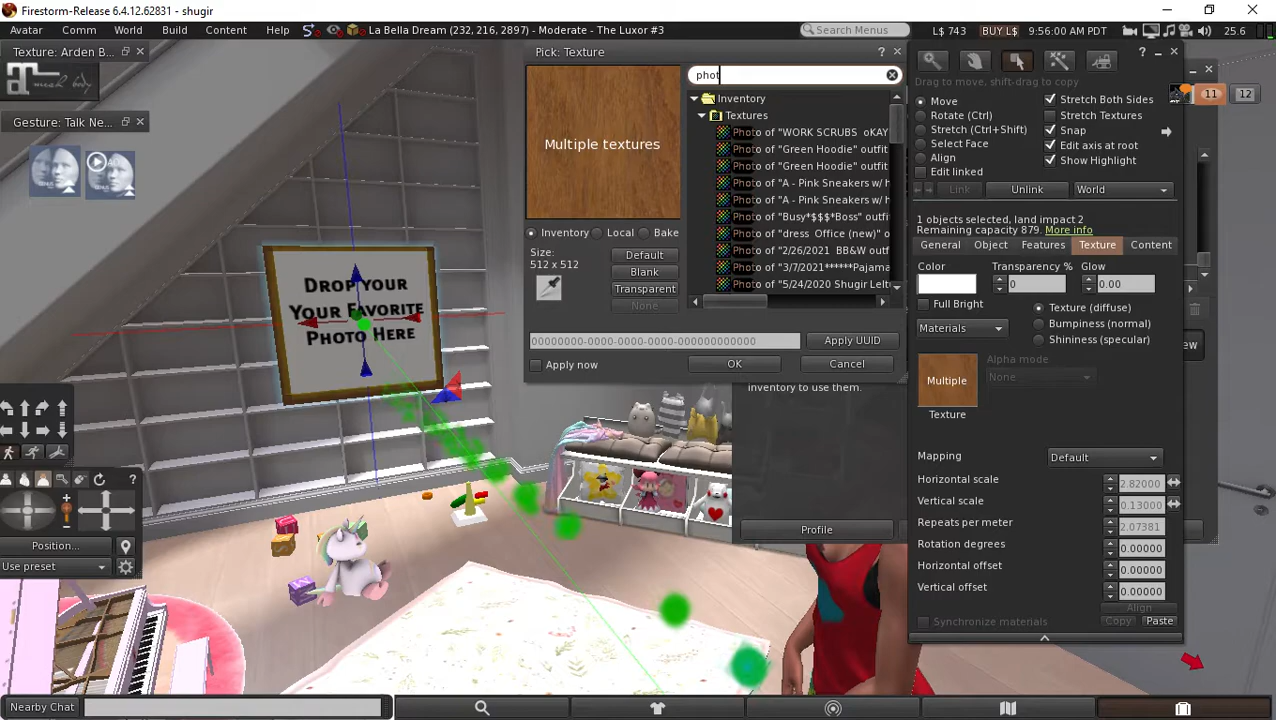 Firestorm-Release 6.4.12.62831 - shugir
Avatar Comm World Build Content Help La Bella Dream (232, 216, 2897) - Moderate - The Luxor #3 Search Menus L$ 743 BUY L$ 9:56:00 AM PDT 25.6
Texture: Arden B...
Gesture: Talk Ne...
DROP YOUR
YOUR FAVORITE
PHOTO HERE
Position...
Use preset
Pick: Texture
Multiple textures
phot
Inventory
Textures
Photo of "WORK SCRUBS oKAY
Photo of "Green Hoodie" outfit
Photo of "Green Hoodie" outfit
Photo of "A - Pink Sneakers w/ h
Photo of "A - Pink Sneakers w/ h
Photo of "Busy*$$$*Boss" outfi
Photo of "dress Office (new)" o
Photo of "2/26/2021 BB&W outf
Photo of "3/7/2021******Pajama
Photo of "5/24/2020 Shugir Lelt
Inventory Local Bake
Size:
512 x 512
Default
Blank
Transparent
None
00000000-0000-0000-0000-000000000000 Apply UUID
Apply now OK Cancel
Inventory to use them.
Profile
11 12
Drag to move, shift-drag to copy
Move
Rotate (Ctrl)
Stretch (Ctrl+Shift)
Select Face
Align
Edit linked
Stretch Both Sides
Stretch Textures
Snap
Edit axis at root
Show Highlight
Link Unlink World
1 objects selected, land impact 2
Remaining capacity 879. More info
General Object Features Texture Content
Color Transparency % Glow
0 0.00
Full Bright
Materials
Texture (diffuse)
Bumpiness (normal)
Shininess (specular)
Multiple
Texture
Alpha mode
None
Mapping Default
Horizontal scale 2.82000
Vertical scale 0.13000
Repeats per meter 2.07381
Rotation degrees 0.00000
Horizontal offset 0.00000
Vertical offset 0.00000
Align
Synchronize materials Copy Paste
Nearby Chat